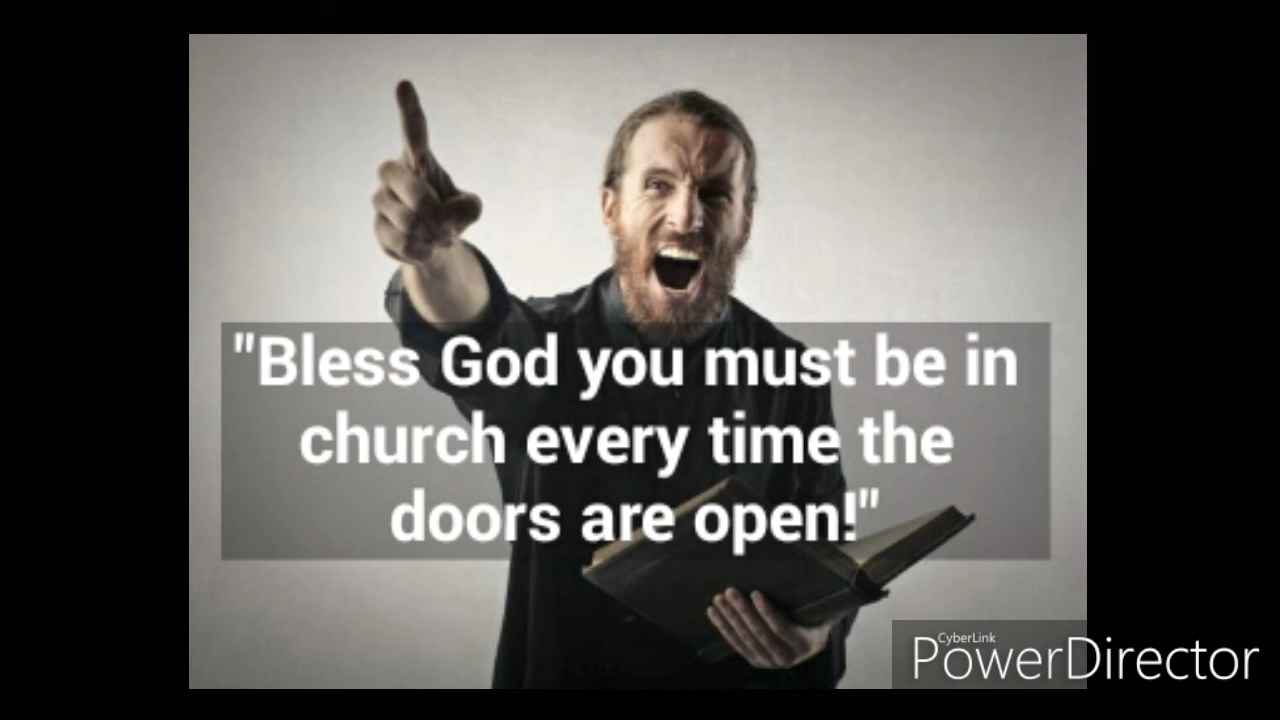 "Bless God you must be in
church every time the
doors are open!"
CyberLink
PowerDirector